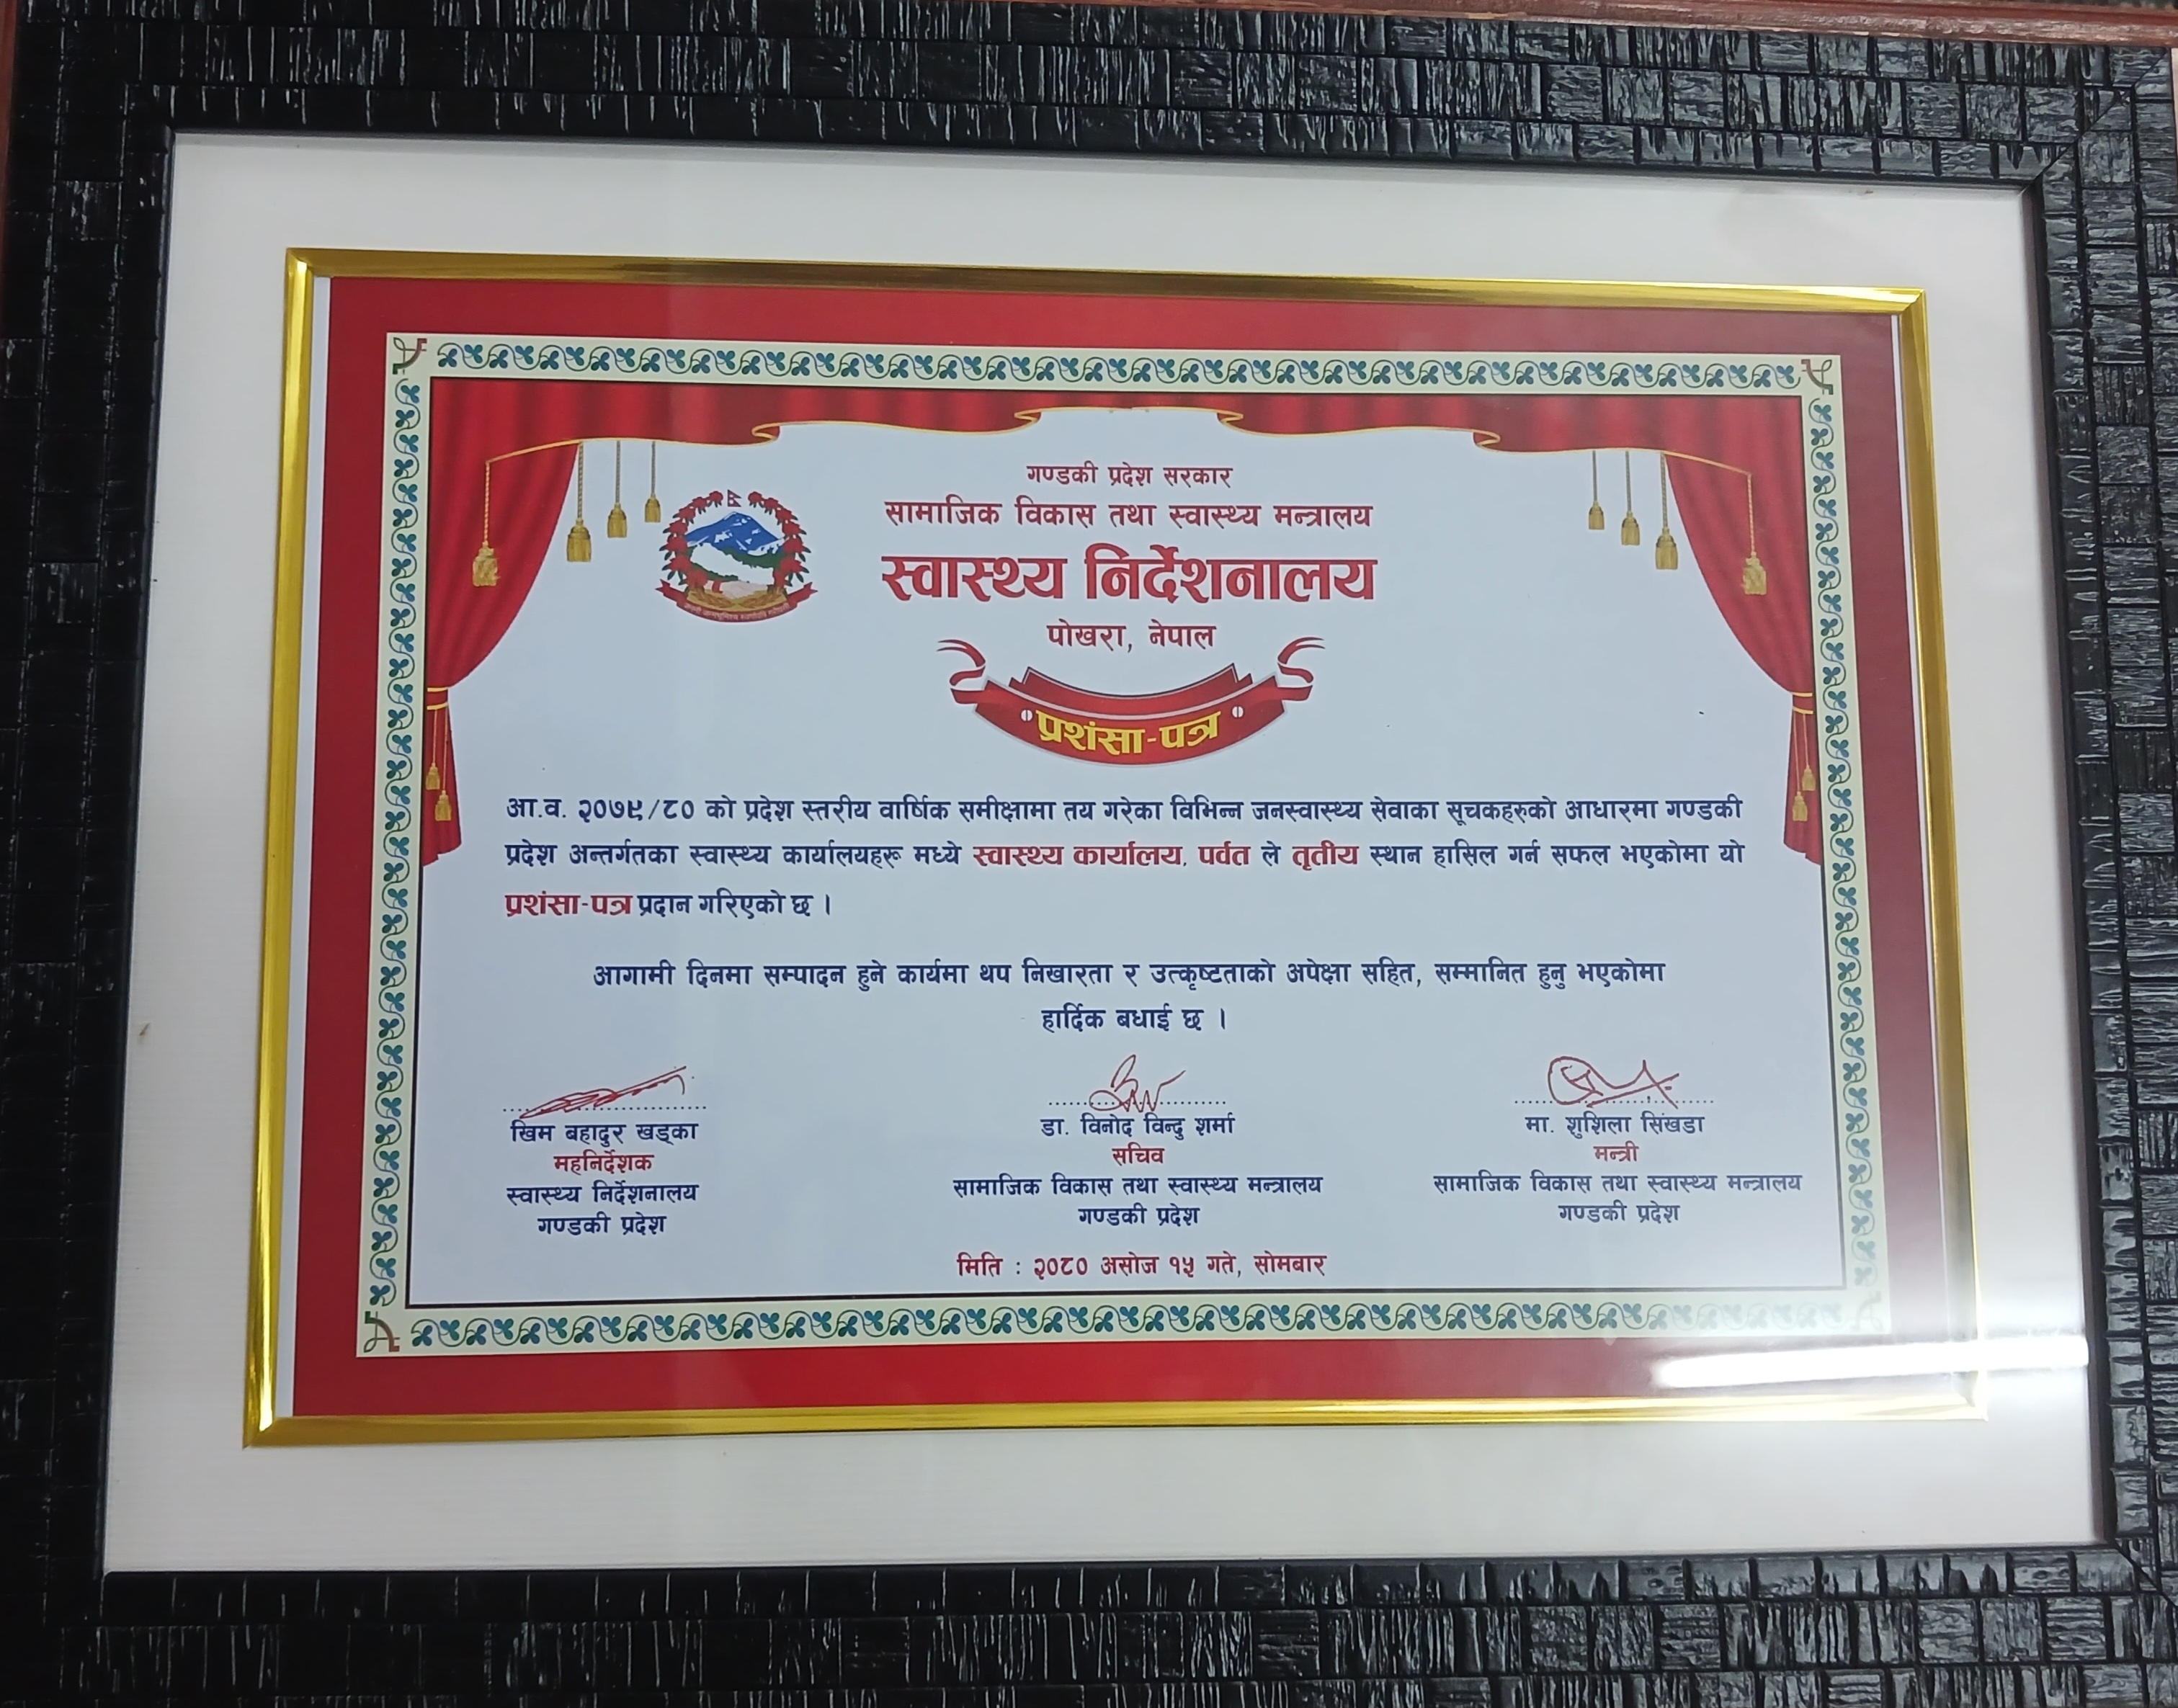 गण्डकी प्रदेश सरकार
सामाजिक विकास तथा स्वास्थ्य मन्त्रालय
स्वास्थ्य निर्देशनालय
पोखरा, नेपाल
प्रशंसा-पत्र
आ.व. २०७९/८० को प्रदेश स्तरीय वार्षिक समीक्षामा तय गरेका विभिन्न जनस्वास्थ्य सेवाका सूचकहरुको आधारमा गण्डकी
प्रदेश अन्तर्गतका स्वास्थ्य कार्यालयहरू मध्ये स्वास्थ्य कार्यालय, पर्वत ले तृतीय स्थान हासिल गर्न सफल भएकोमा यो
प्रशंसा-पत्र प्रदान गरिएको छ ।
आगामी दिनमा सम्पादन हुने कार्यमा थप निखारता र उत्कृष्टताको अपेक्षा सहित, सम्मानित हुनु भएकोमा
हार्दिक बधाई छ ।
खिम बहादुर खड्का
महनिर्देशक
स्वास्थ्य निर्देशनालय
गण्डकी प्रदेश
डा. विनोद विन्दु शर्मा
सचिव
सामाजिक विकास तथा स्वास्थ्य मन्त्रालय
गण्डकी प्रदेश
मा. शुशिला सिंखडा
मन्त्री
सामाजिक विकास तथा स्वास्थ्य मन्त्रालय
गण्डकी प्रदेश
मिति : २०८० असोज १५ गते, सोमबार